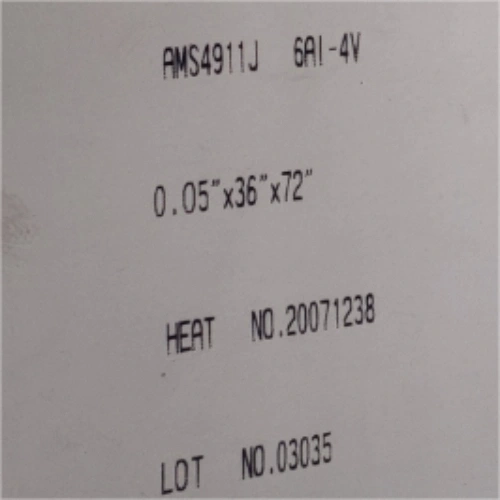 AMS4911J 6Al-4V
0.05"x36"x72"
HEAT NO.20071238
LOT NO.03035